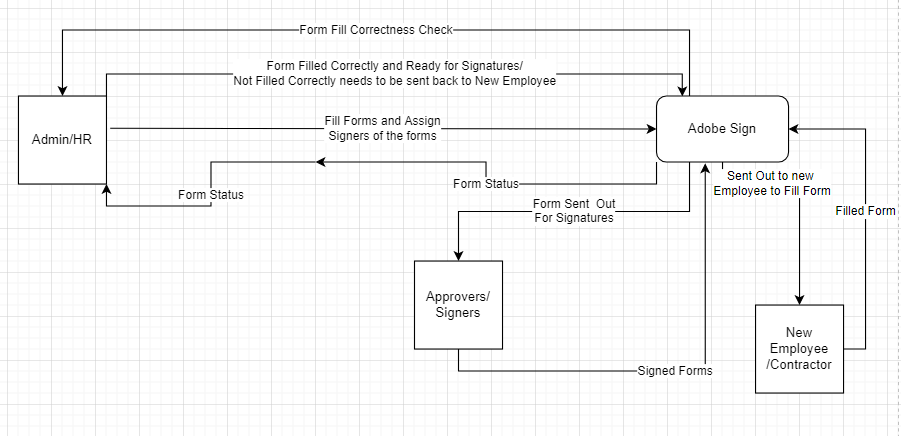 Form Fill Correctness Check
Form Filled Correctly and Ready for Signatures/
Not Filled Correctly needs to be sent back to New Employee
Admin/HR
Fill Forms and Assign
Signers of the forms
Adobe Sign
Form Status
Form Status
Sent Out to new
Employee to Fill Form
Form Sent Out
For Signatures
Filled Form
Approvers/
Signers
New
Employee
/Contractor
Signed Forms